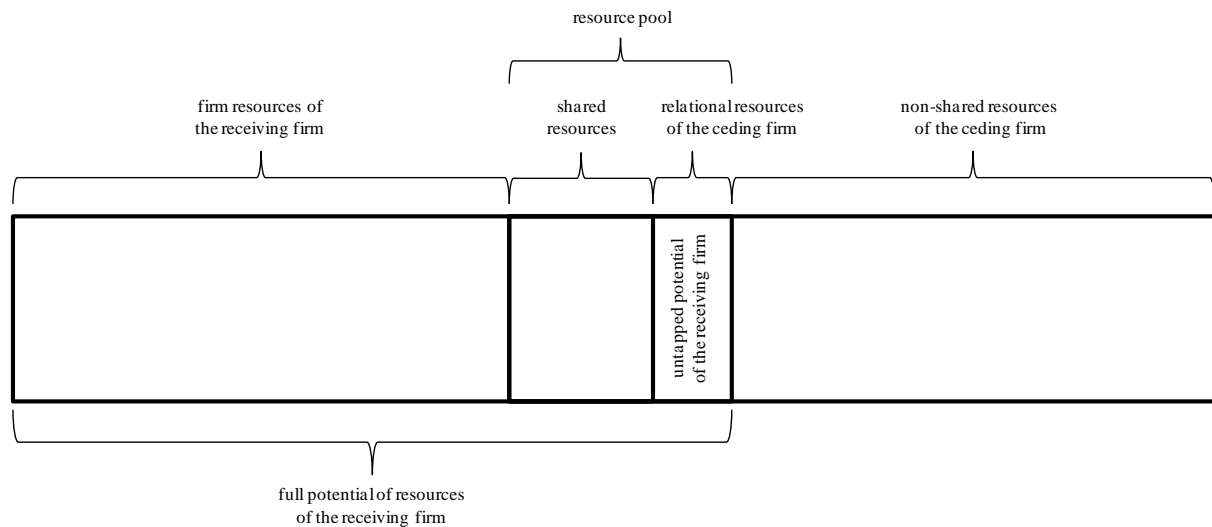 resource pool
firm resources of
the receiving firm
shared
resources
relational resources
of the ceding firm
non-shared resources
of the ceding firm
untapped potential
of the receiving firm
full potential of resources
of the receiving firm